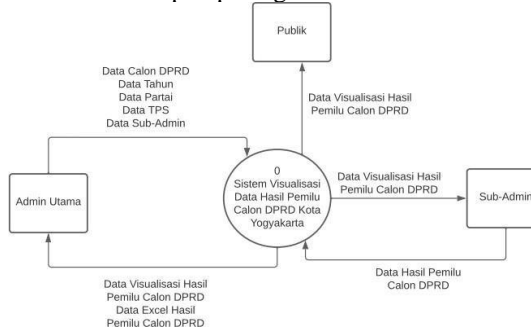 Publik
Data Calon DPRD
Data Tahun
Data Partai
Data TPS
Data Sub-Admin
Data Visualisasi Hasil
Pemilu Calon DPRD
0
Sistem Visualisasi
Data Hasil Pemilu
Calon DPRD Kota
Yogyakarta
Data Visualisasi Hasil
Pemilu Calon DPRD
Admin Utama
Sub-Admin
Data Visualisasi Hasil
Pemilu Calon DPRD
Data Excel Hasil
Pemilu Calon DPRD
Data Hasil Pemilu
Calon DPRD